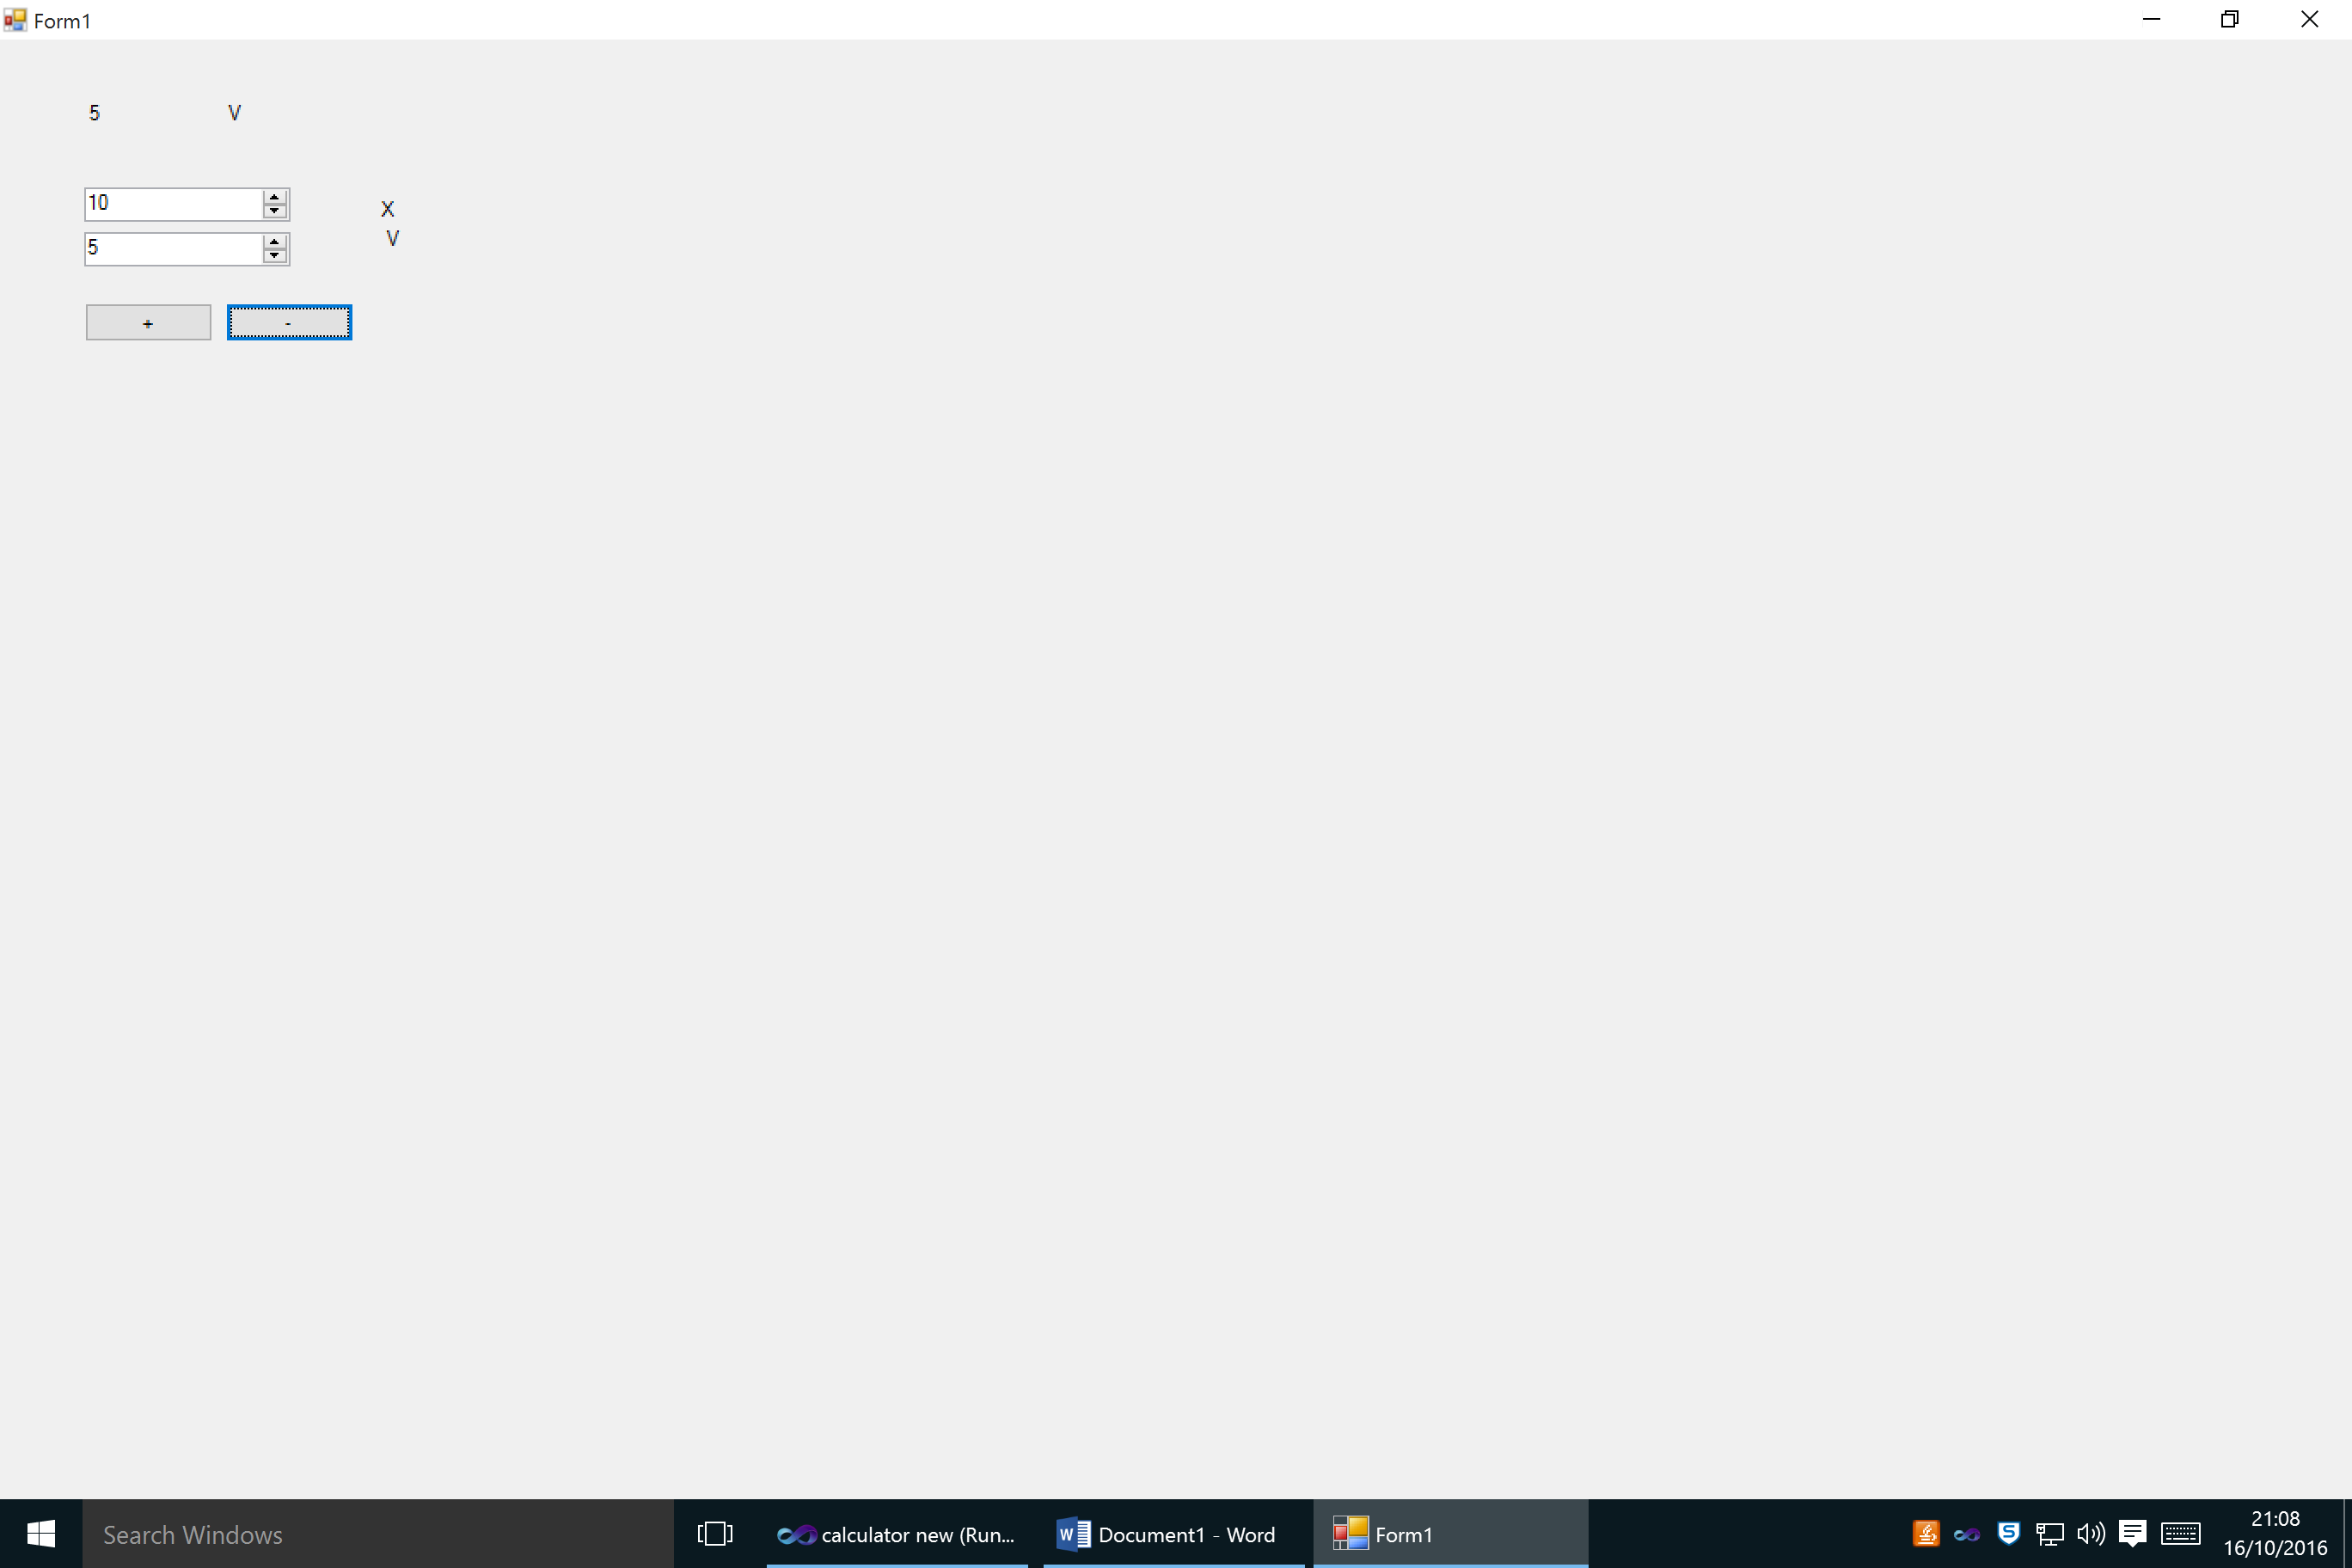 Form1
5 V
10 X
V
5
+ -
Search Windows
calculator new (Run...
Document1 - Word
Form1
21:08
16/10/2016